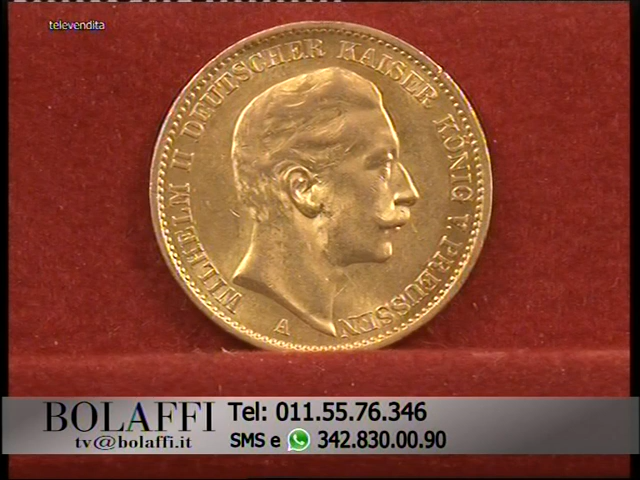 televendita
WILHELM II DEUTSCHER KAISER KÖNIG V. PREUSSEN
A
BOLAFFI
tv@bolaffi.it
Tel: 011.55.76.346
SMS e 342.830.00.90